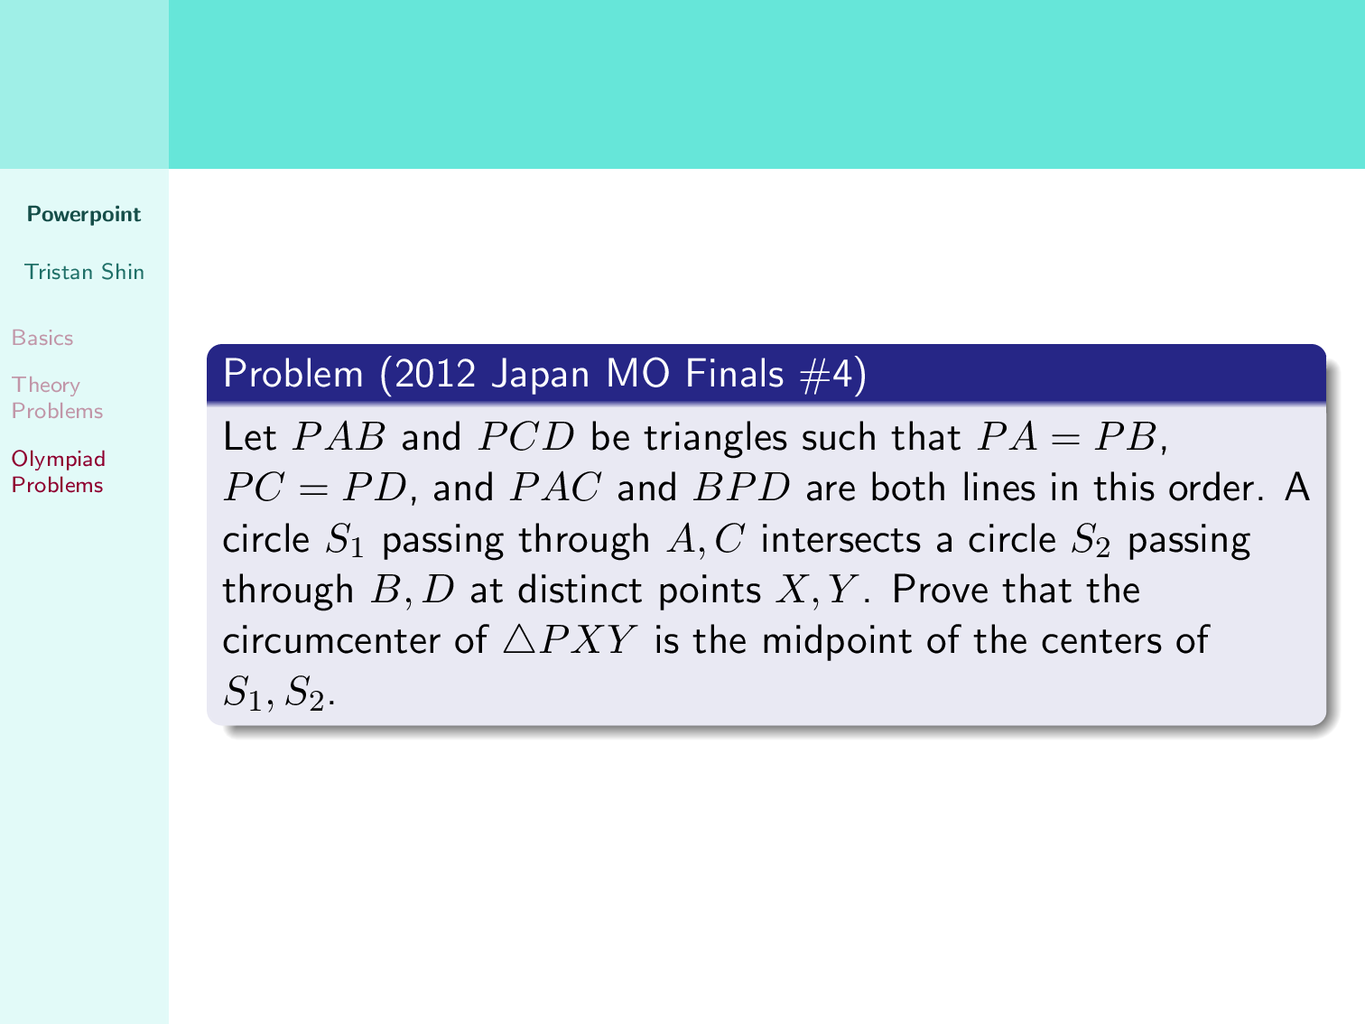 Powerpoint
Tristan Shin
Basics
Theory
Problems
Olympiad
Problems
Problem (2012 Japan MO Finals #4)
Let PAB and PCD be triangles such that PA = PB,
PC = PD, and PAC and BPD are both lines in this order. A
circle S₁ passing through A, C intersects a circle S₂ passing
through B, D at distinct points X, Y. Prove that the
circumcenter of △PXY is the midpoint of the centers of
S₁, S₂.